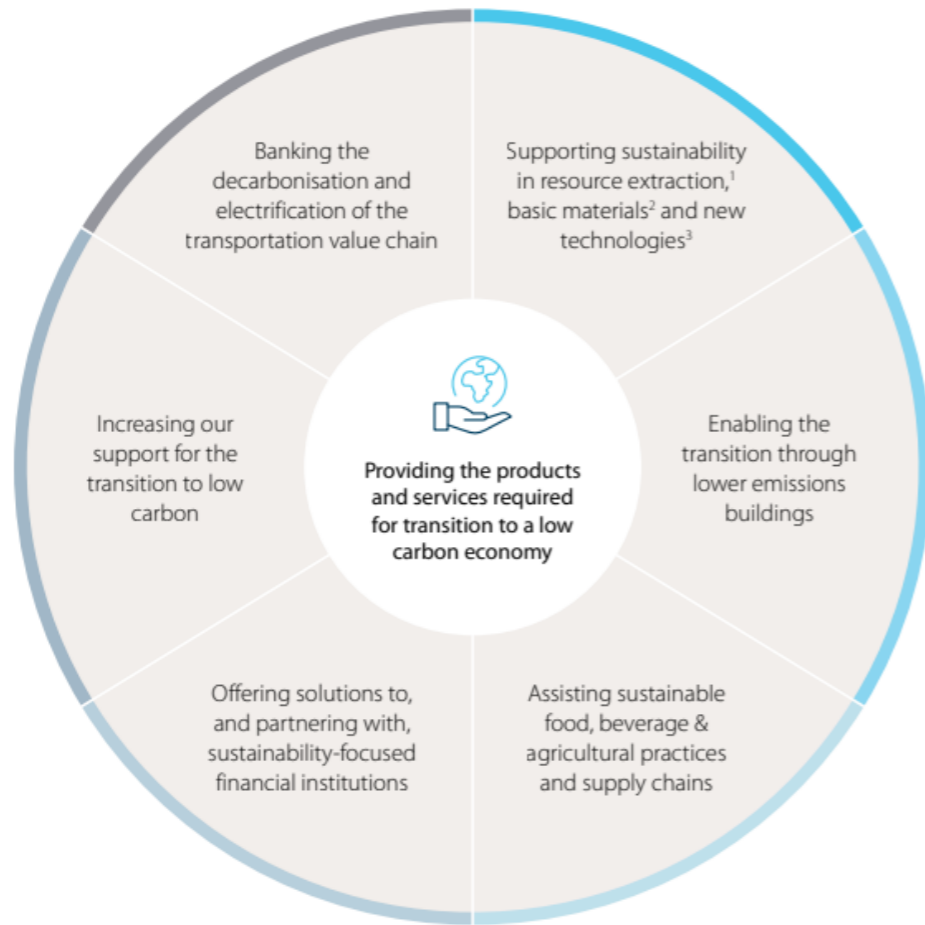 Banking the
decarbonisation and
electrification of the
transportation value chain
Supporting sustainability
in resource extraction,¹
basic materials² and new
technologies³
Increasing our
support for the
transition to low
carbon
Providing the products
and services required
for transition to a low
carbon economy
Enabling the
transition through
lower emissions
buildings
Offering solutions to,
and partnering with,
sustainability-focused
financial institutions
Assisting sustainable
food, beverage &
agricultural practices
and supply chains